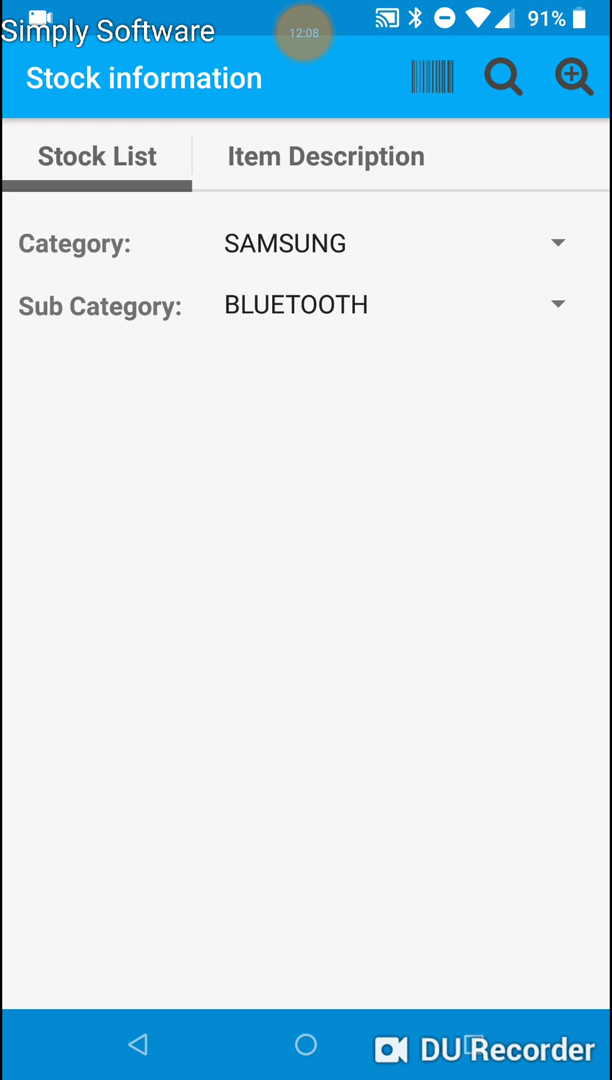 Simply Software
12:08
91%
Stock information
Stock List
Item Description
Category:
SAMSUNG
Sub Category:
BLUETOOTH
DU Recorder